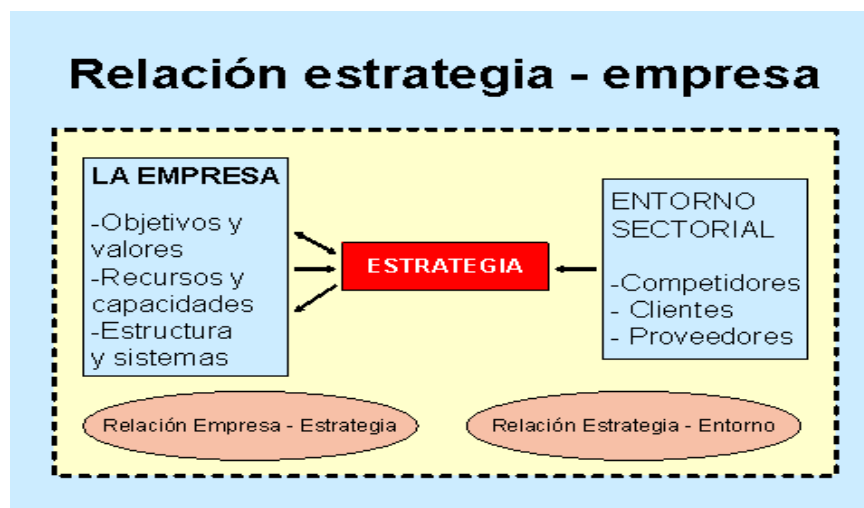 Relación estrategia - empresa
LA EMPRESA
-Objetivos y
valores
-Recursos y
capacidades
-Estructura
y sistemas
ESTRATEGIA
ENTORNO
SECTORIAL
-Competidores
- Clientes
- Proveedores
Relación Empresa - Estrategia
Relación Estrategia - Entorno